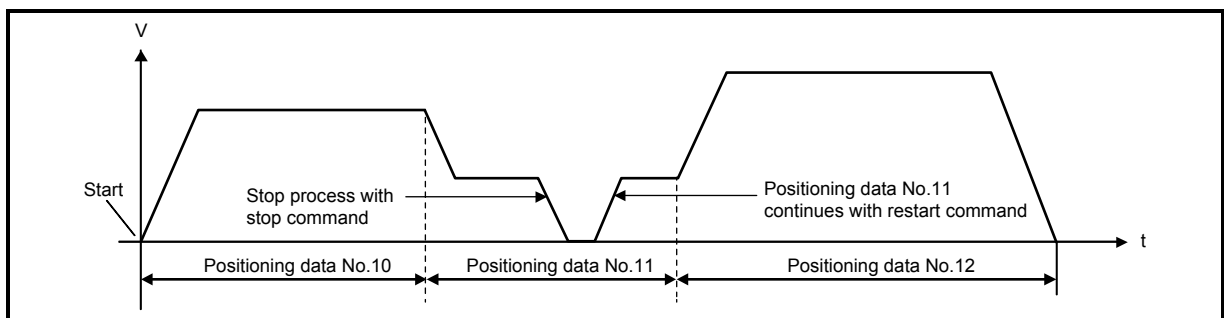 V
Start
Stop process with
stop command
Positioning data No.11
continues with restart command
t
Positioning data No.10
Positioning data No.11
Positioning data No.12